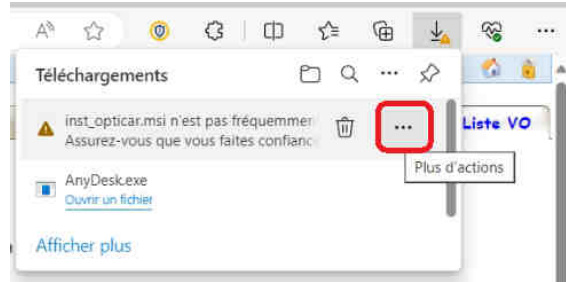 Téléchargements
inst_opticar.msi n'est pas fréquemmer
Assurez-vous que vous faites confianc
Liste VO
Plus d'actions
AnyDesk.exe
Ouvrir un fichier
Afficher plus